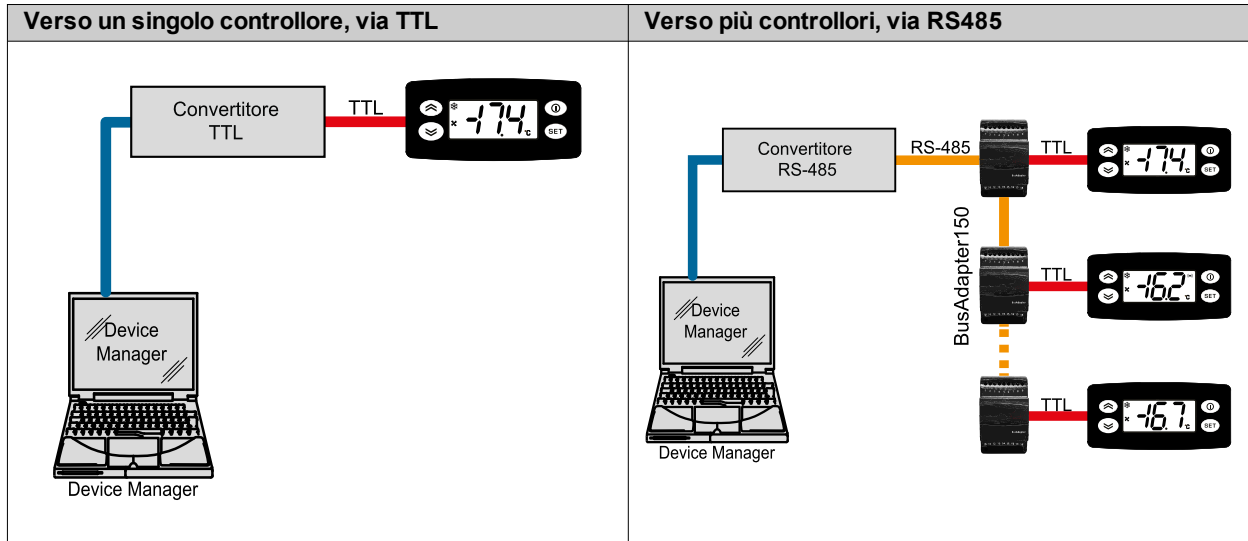 Verso un singolo controllore, via TTL
Convertitore
TTL
TTL
-17.4
°C
SET
Device
Manager
Device Manager
Verso più controllori, via RS485
Convertitore
RS-485
RS-485
TTL
-17.4
°C
SET
BusAdapter150
TTL
-16.2
°C
SET
Device
Manager
TTL
-16.7
°C
SET
Device Manager